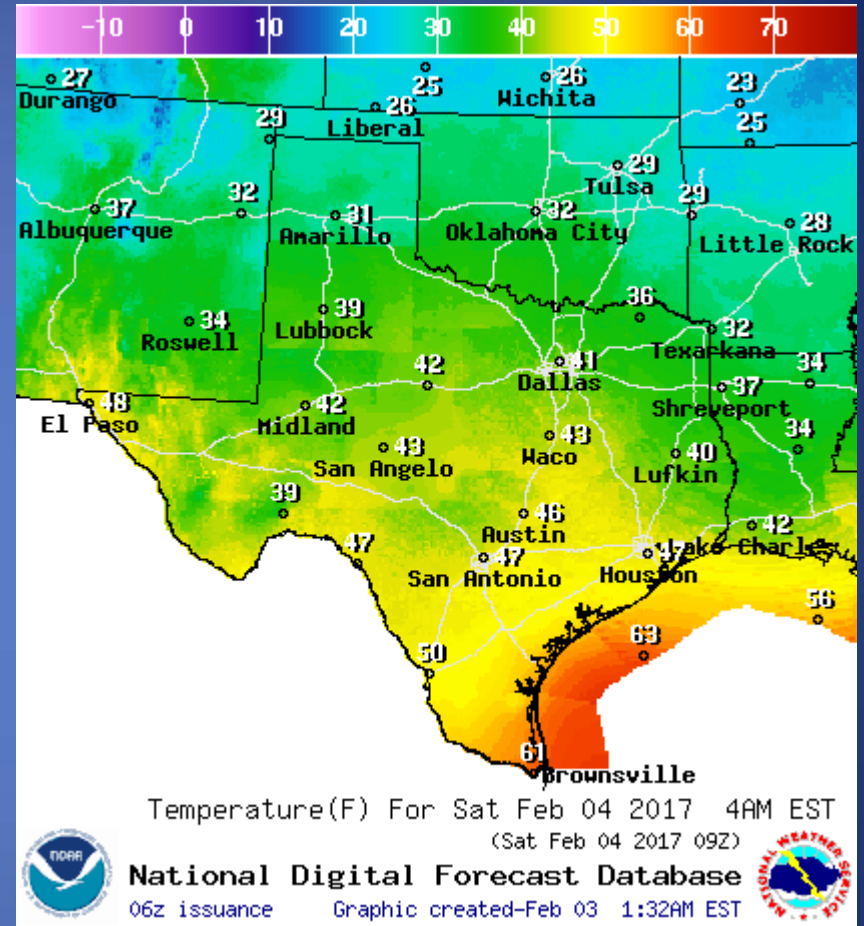 -10 0 10 20 30 40 50 60 70
27 25 26 23
Durango Wichita
29 26 25
Liberal
29
Tulsa
37 32 31 32 29 28
Albuquerque Amarillo Oklahoma City Little Rock
39 36
34 Lubbock 32
Roswell Texarkana
42 41 34
Dallas 37
48 42 Shreveport
El Paso Midland
43 43 40 34
San Angelo Waco Lufkin
39 46
Austin 42
47 47 47 Lake Charles
San Antonio Houston
56
63
50
61
Brownsville
Temperature(F) For Sat Feb 04 2017 4AM EST
(Sat Feb 04 2017 09Z)
NOAA
NATIONAL WEATHER SERVICE
National Digital Forecast Database
06z issuance Graphic created-Feb 03 1:32AM EST